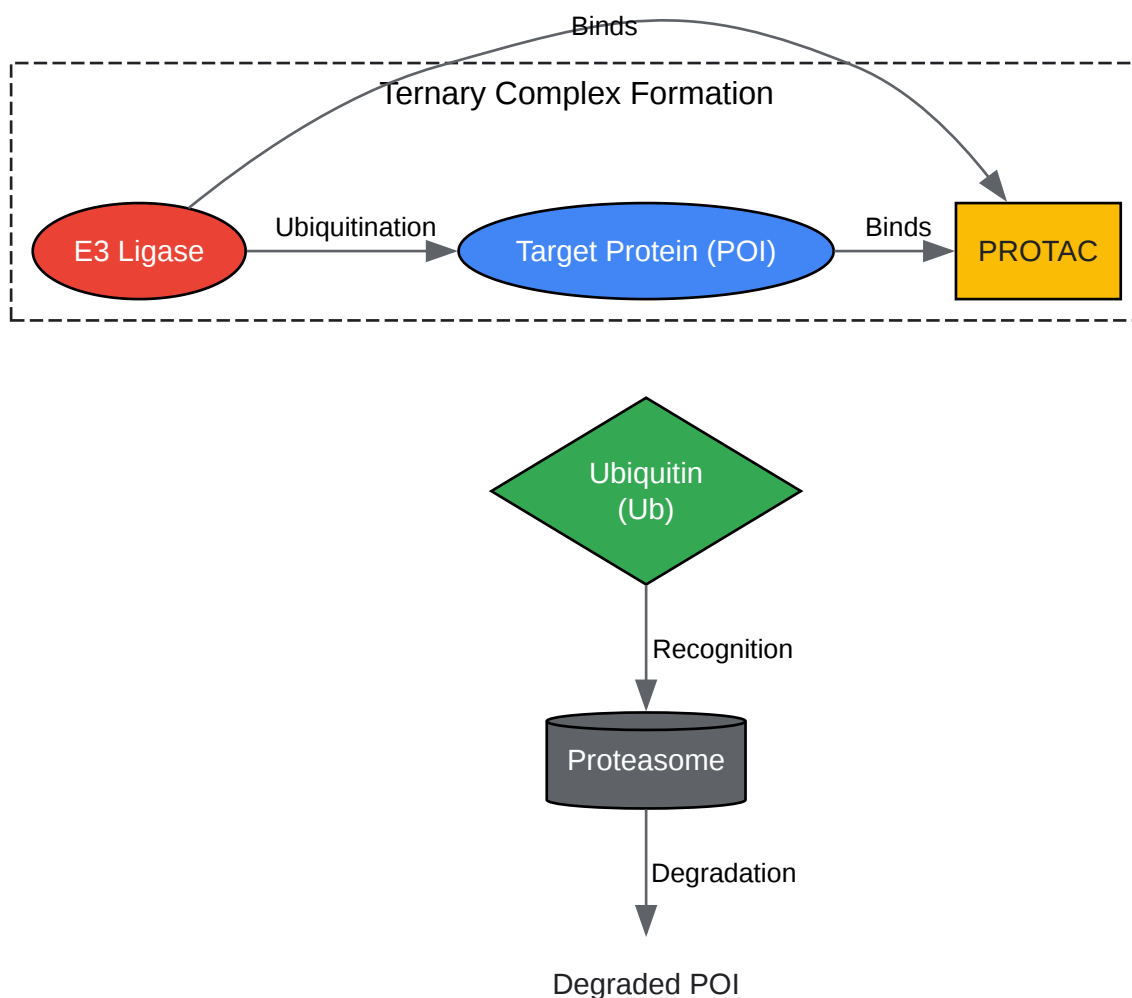 Binds
Ternary Complex Formation
E3 Ligase
Ubiquitination
Target Protein (POI)
Binds
PROTAC
Ubiquitin
(Ub)
Recognition
Proteasome
Degradation
Degraded POI